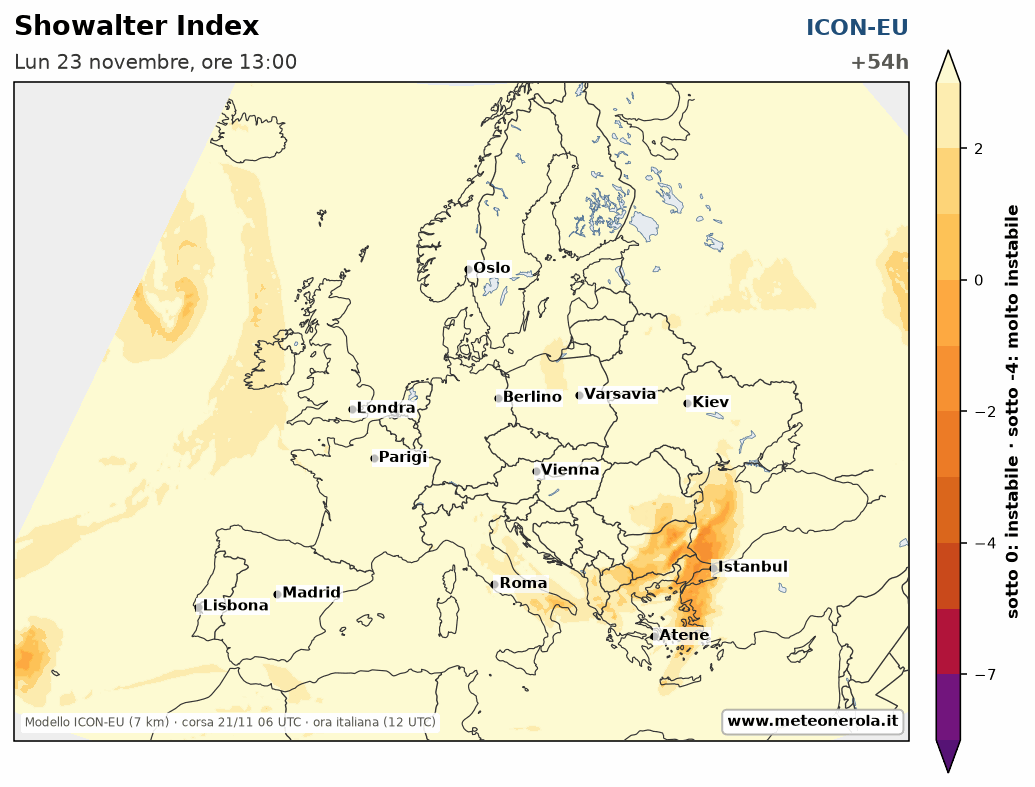 Showalter Index
ICON-EU
Lun 23 novembre, ore 13:00
+54h
Oslo
Berlino
Varsavia
Londra
Kiev
Parigi
Vienna
Istanbul
Roma
Madrid
Lisbona
Atene
Modello ICON-EU (7 km) · corsa 21/11 06 UTC · ora italiana (12 UTC)
www.meteonerola.it
2
0
−2
−4
−7
sotto 0: instabile · sotto -4: molto instabile